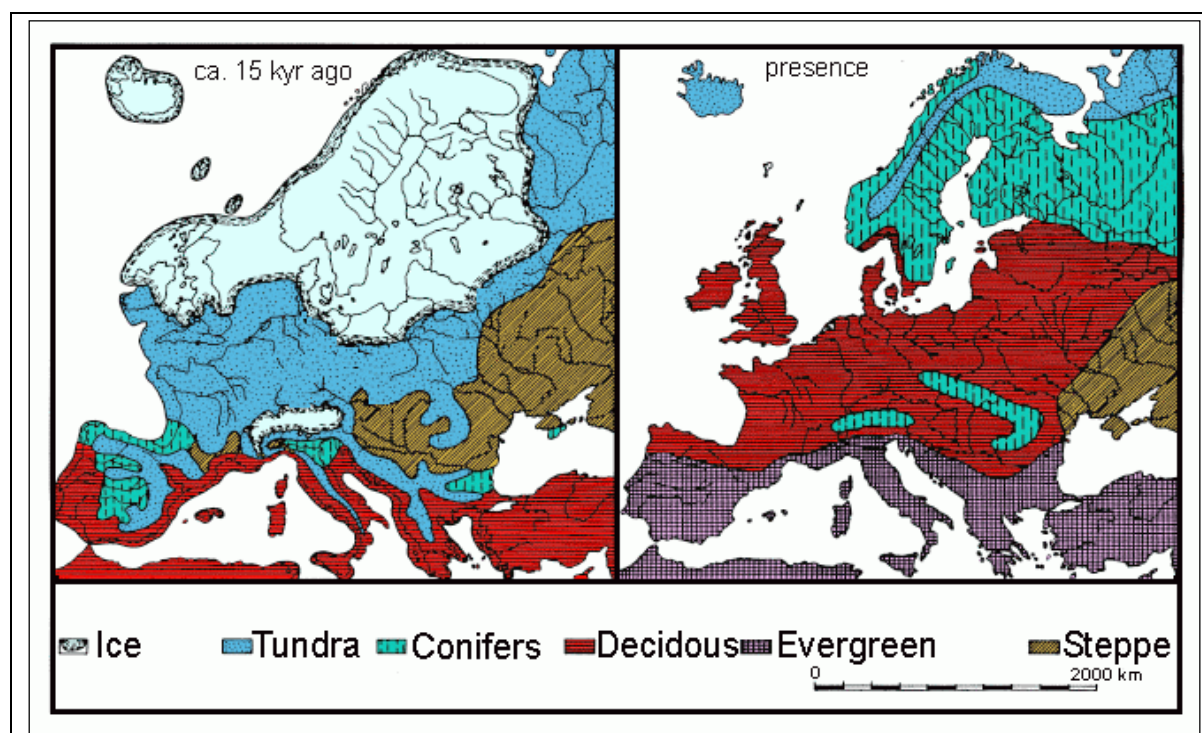 ca. 15 kyr ago
presence
Ice
Tundra
Conifers
Decidous
Evergreen
Steppe
0
2000 km